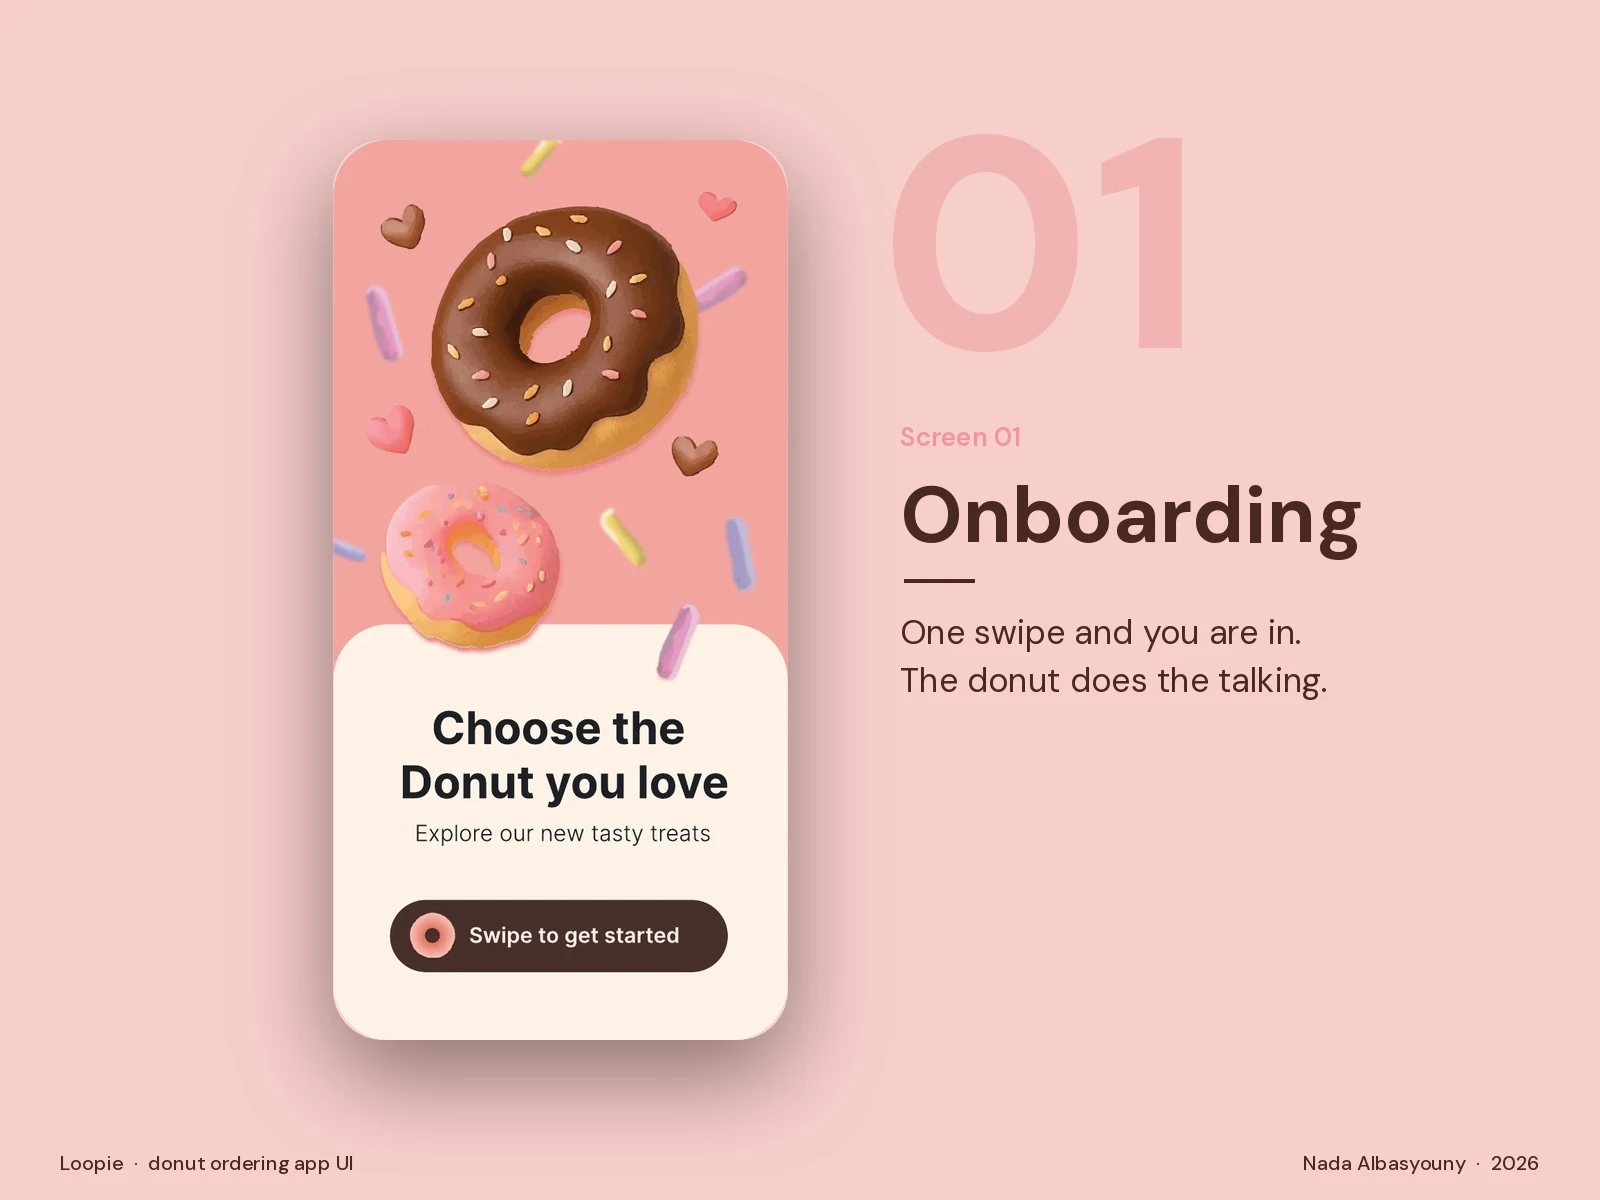 01
Screen 01
Onboarding
One swipe and you are in.
The donut does the talking.
Choose the
Donut you love
Explore our new tasty treats
Swipe to get started
Loopie · donut ordering app UI
Nada Albasyouny · 2026